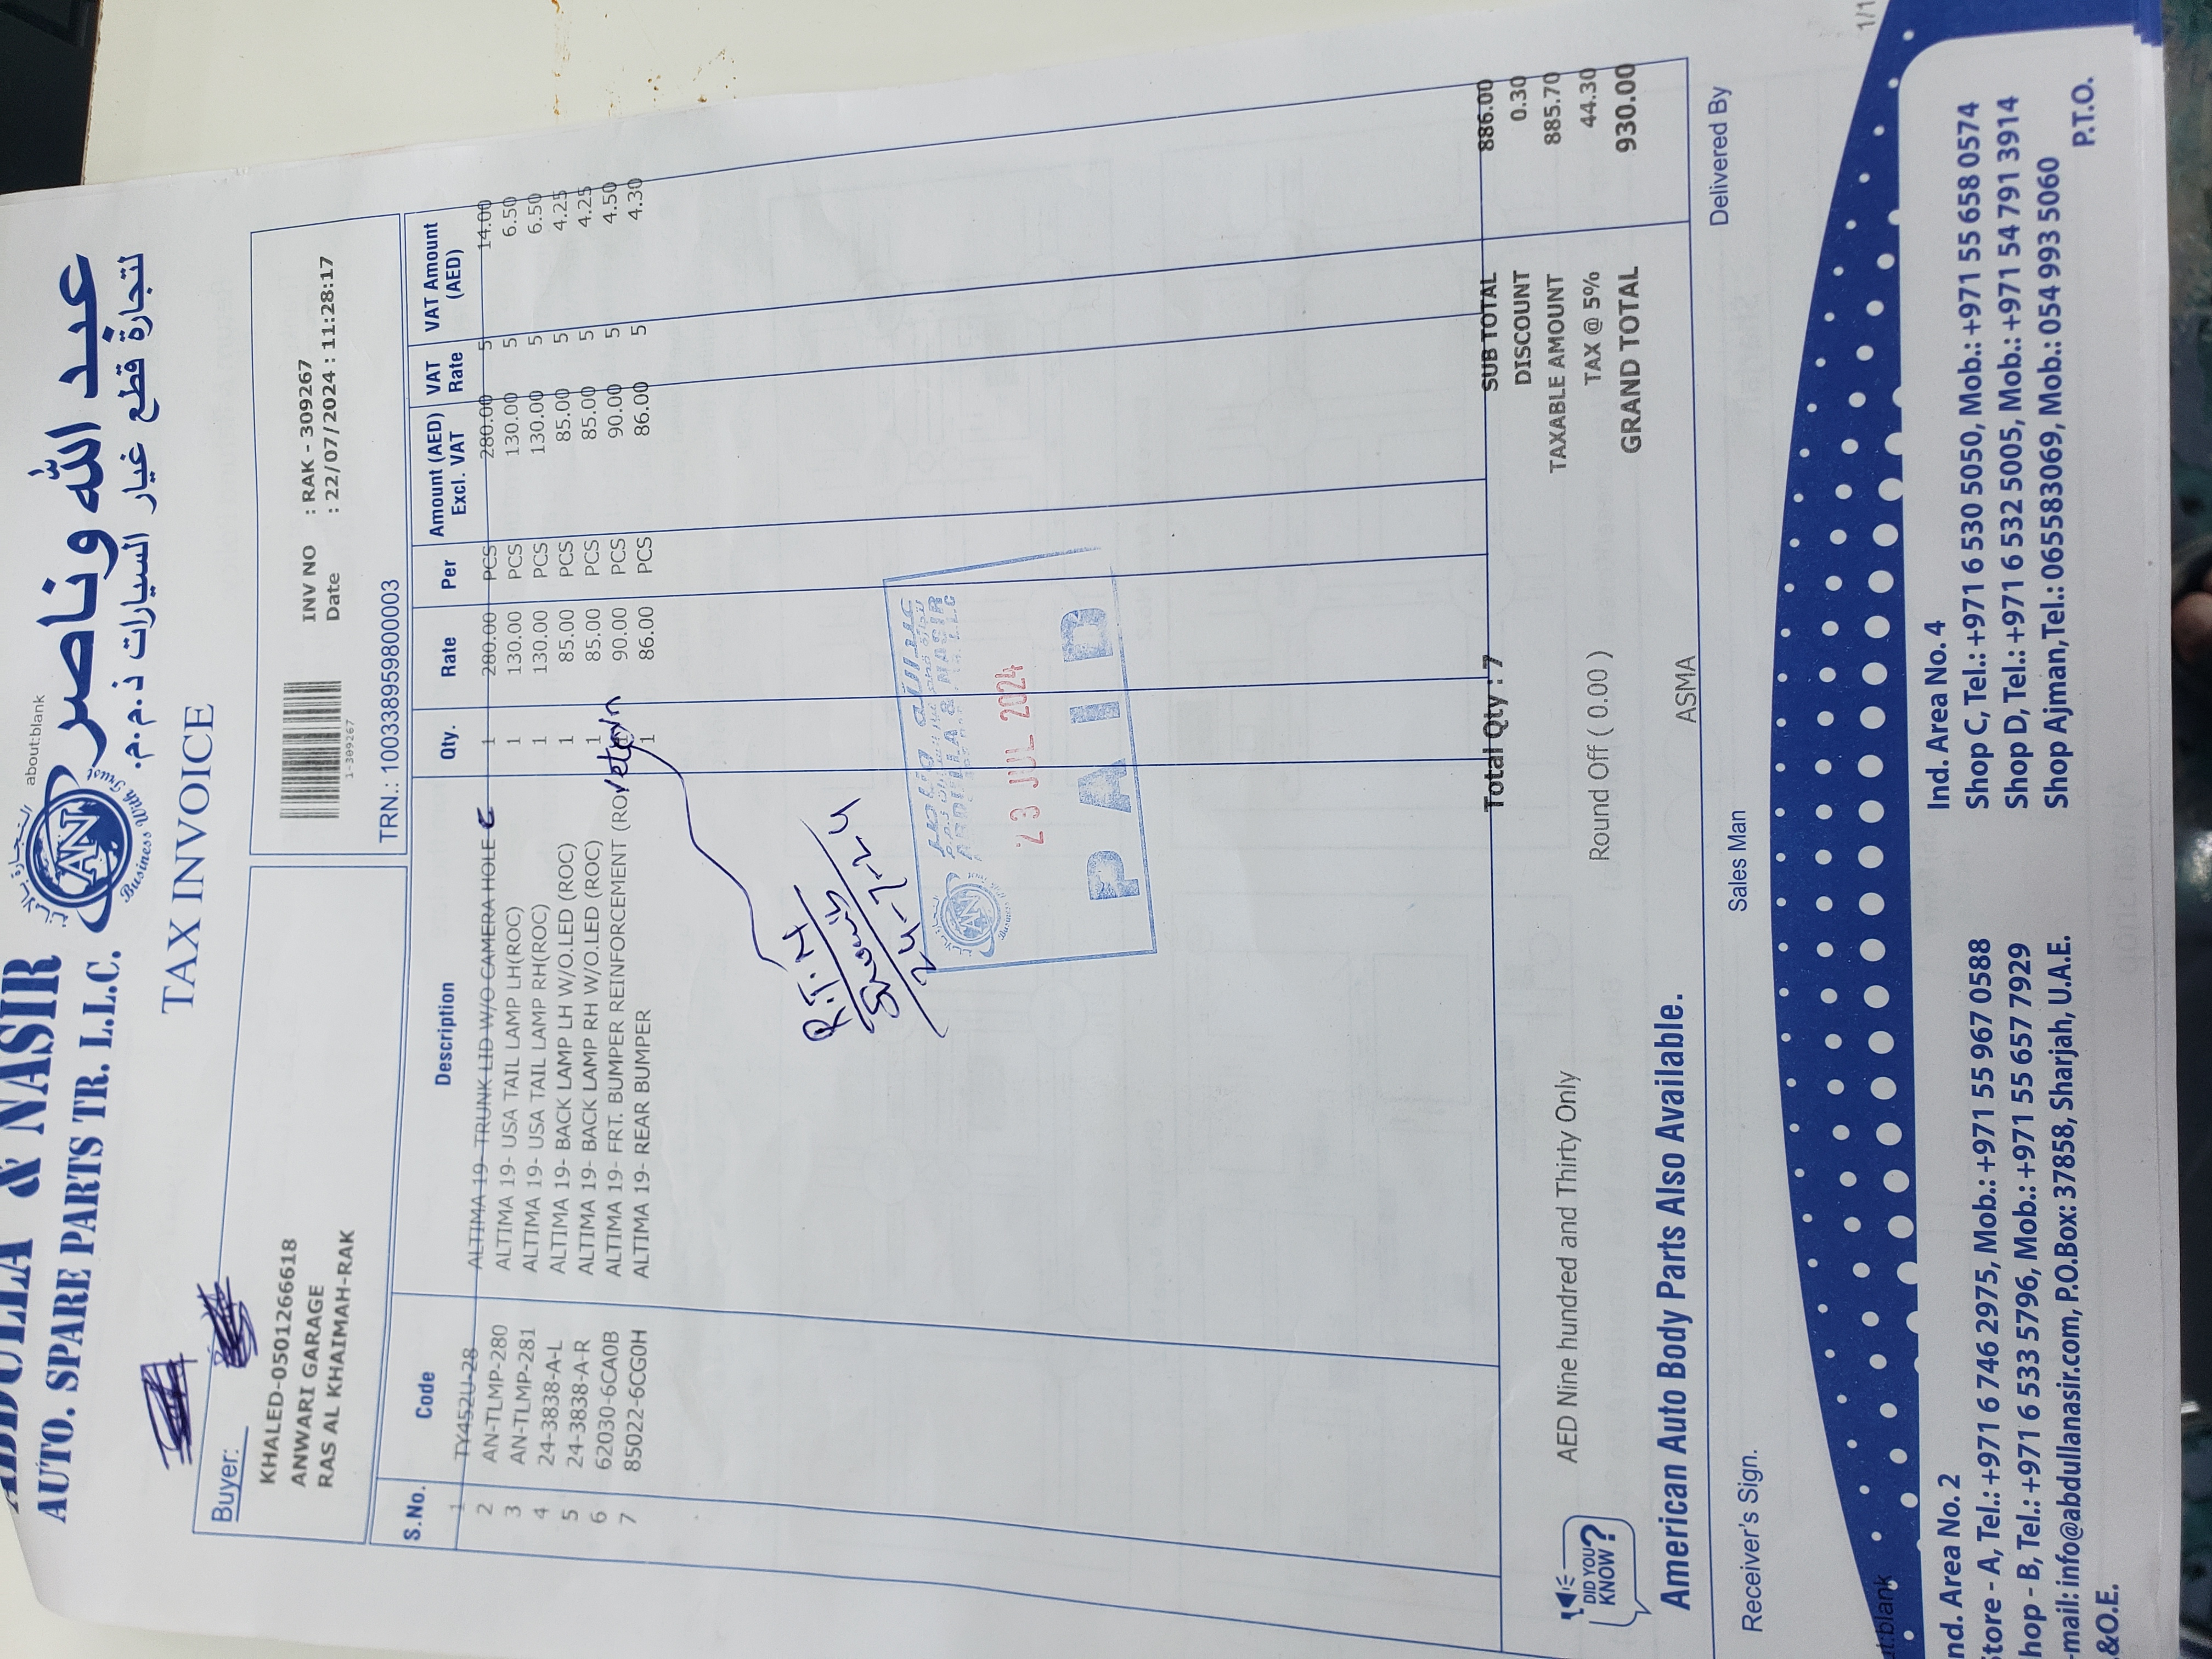 about:blank
ABDULLA & NASIR
AUTO. SPARE PARTS TR. L.L.C.
AN
Business With Trust
عبد الله وناصر
لتجارة قطع غيار السيارات ذ.م.م.
TAX INVOICE
Buyer:
KHALED-0501266618
ANWARI GARAGE
RAS AL KHAIMAH-RAK
1-309267
INV NO : RAK - 309267
Date : 22/07/2024 : 11:28:17
TRN.: 100338959800003
S.No. Code Description Qty. Rate Per Amount (AED) Excl. VAT VAT Rate VAT Amount (AED)
1 TY452U-28 ALTIMA 19- TRUNK LID W/O CAMERA HOLE C 1 280.00 PCS 280.00 5 14.00
2 AN-TLMP-280 ALTIMA 19- USA TAIL LAMP LH(ROC) 1 130.00 PCS 130.00 5 6.50
3 AN-TLMP-281 ALTIMA 19- USA TAIL LAMP RH(ROC) 1 130.00 PCS 130.00 5 6.50
4 24-3838-A-L ALTIMA 19- BACK LAMP LH W/O.LED (ROC) 1 85.00 PCS 85.00 5 4.25
5 24-3838-A-R ALTIMA 19- BACK LAMP RH W/O.LED (ROC) 1 85.00 PCS 85.00 5 4.25
6 62030-6CA0B ALTIMA 19- FRT. BUMPER REINFORCEMENT (RO return 90.00 PCS 90.00 5 4.50
7 85022-6CG0H ALTIMA 19- REAR BUMPER 1 86.00 PCS 86.00 5 4.30
R.T.N
24-7-24
ABDULLA & NASIR
23 JUL 2024
PAID
Total Qty : 7
SUB TOTAL 886.00
DISCOUNT 0.30
TAXABLE AMOUNT 885.70
TAX @ 5% 44.30
GRAND TOTAL 930.00
AED Nine hundred and Thirty Only
Round Off ( 0.00 )
DID YOU KNOW?
American Auto Body Parts Also Available.
ASMA
Receiver's Sign. Sales Man Delivered By
1/1
Ind. Area No. 2
Store - A, Tel.: +971 6 746 2975, Mob.: +971 55 967 0588
Shop - B, Tel.: +971 6 533 5796, Mob.: +971 55 657 7929
E-mail: info@abdullanasir.com, P.O.Box: 37858, Sharjah, U.A.E.
&O.E.
Ind. Area No. 4
Shop C, Tel.: +971 6 530 5050, Mob.: +971 55 658 0574
Shop D, Tel.: +971 6 532 5005, Mob.: +971 54 791 3914
Shop Ajman,Tel.: 065583069, Mob.: 054 993 5060
P.T.O.